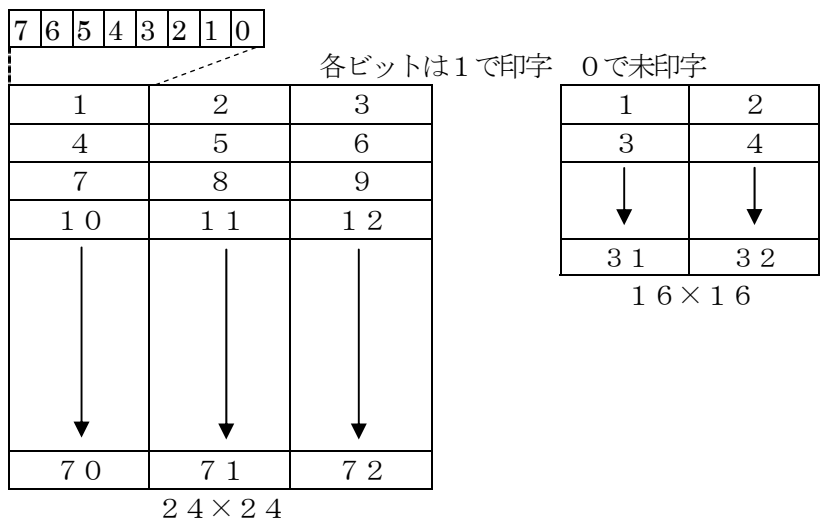 7 6 5 4 3 2 1 0
各ビットは１で印字　０で未印字
１ ２ ３
４ ５ ６
７ ８ ９
１０ １１ １２
７０ ７１ ７２
２４×２４
１ ２
３ ４
３１ ３２
１６×１６